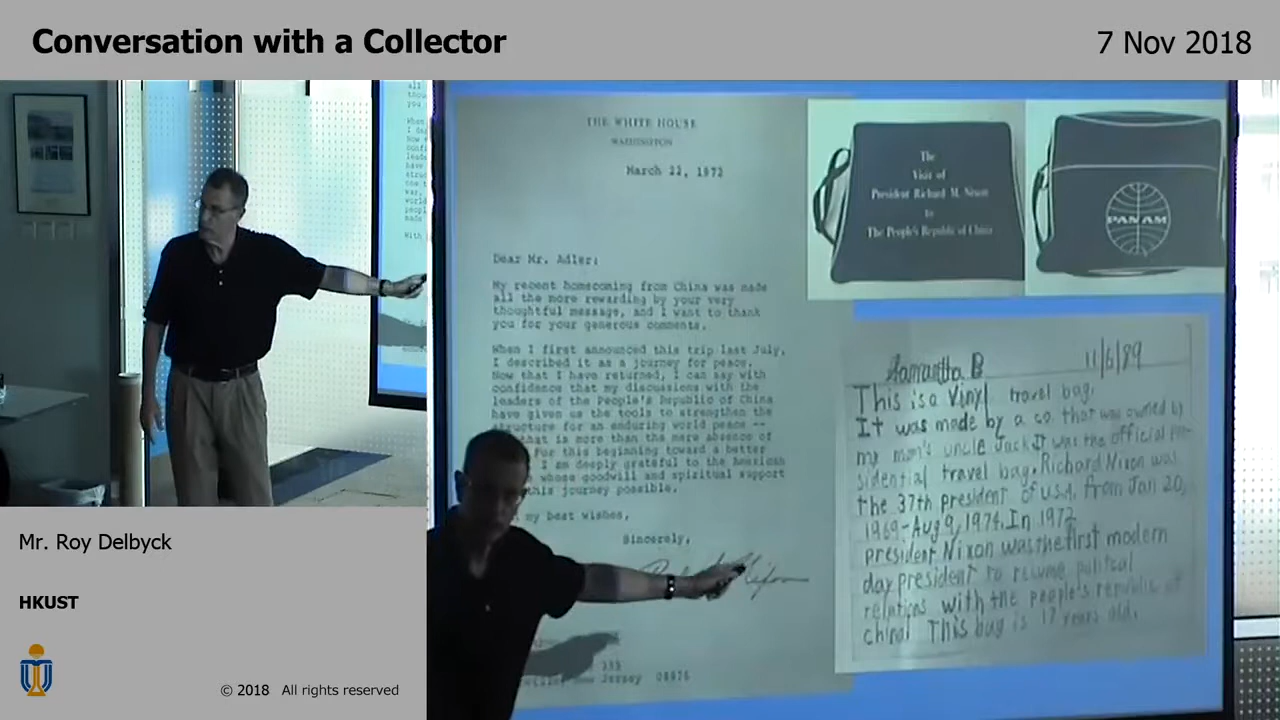 Conversation with a Collector
7 Nov 2018
THE WHITE HOUSE
WASHINGTON
March 22, 1972
Dear Mr. Adler:
My recent homecoming from China was made
all the more rewarding by your very
thoughtful message, and I want to thank
you for your generous comments.
When I first announced this trip last July,
I described it as a journey for peace.
Now that I have returned, I can say with
confidence that my discussions with the
leaders of the People's Republic of China
have given us the tools to strengthen the
structure for an enduring world peace --
that is more than the mere absence of
For this beginning toward a better
I am deeply grateful to the American
whose goodwill and spiritual support
this journey possible.
my best wishes,
Sincerely,
New Jersey
The
Visit of
President Richard M. Nixon
to
The People's Republic of China
PAN AM
Samantha B 11/6/89
This is a vinyl travel bag.
It was made by a co. that was owned by
my mom's uncle Jack. It was the official pre-
sidential travel bag. Richard Nixon was
the 37th president of U.S.A. from Jan 20,
1969-Aug 9, 1974. In 1972
president Nixon was the first modern
day president to resume political
relations with the people's republic of
china! This bag is 17 years old.
Mr. Roy Delbyck
HKUST
© 2018 All rights reserved